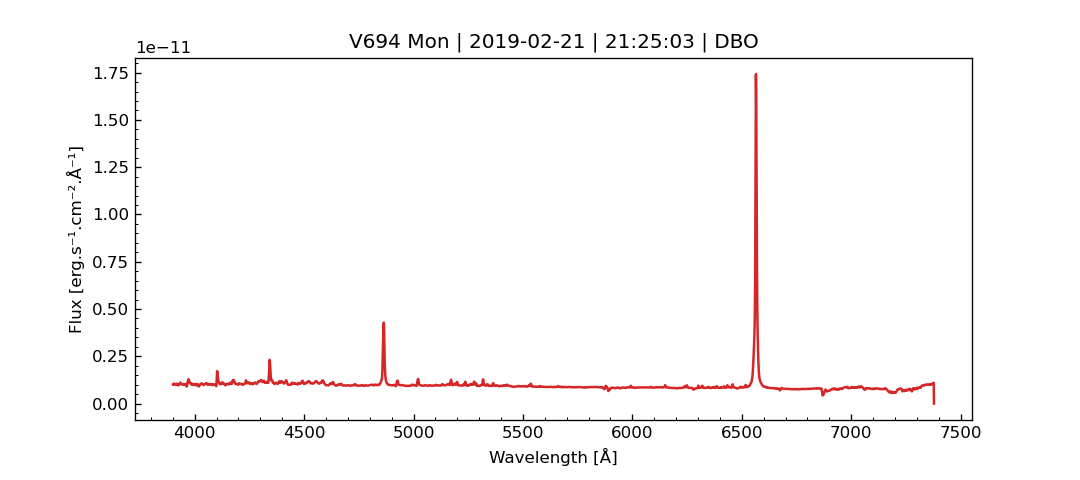 V694 Mon | 2019-02-21 | 21:25:03 | DBO
1e−11
Flux [erg.s⁻¹.cm⁻².Å⁻¹]
1.75
1.50
1.25
1.00
0.75
0.50
0.25
0.00
4000 4500 5000 5500 6000 6500 7000 7500
Wavelength [Å]